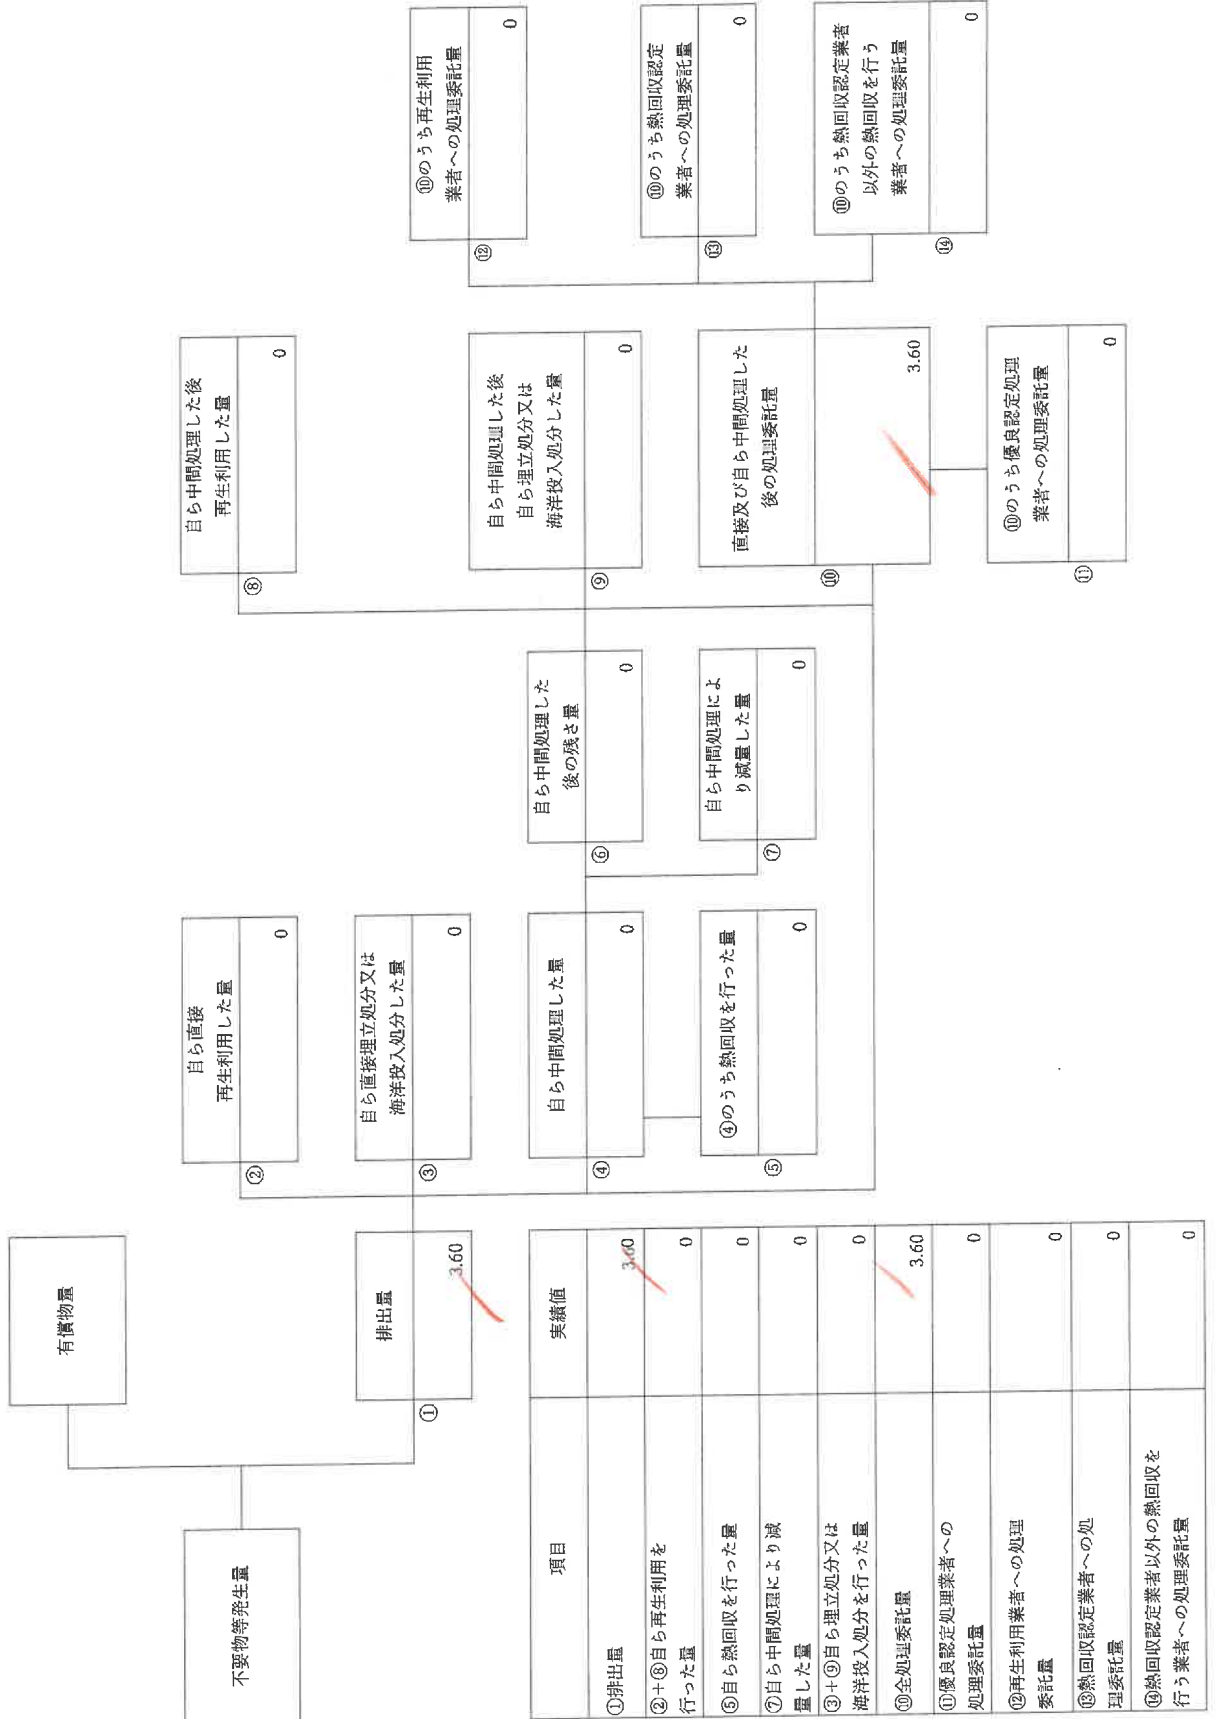 不要物等発生量
有償物量
①
排出量
3.60
②
自ら直接
再生利用した量
0
③
自ら直接埋立処分又は
海洋投入処分した量
0
④
自ら中間処理した量
0
⑤
④のうち熱回収を行った量
0
⑥
自ら中間処理した
後の残さ量
0
⑦
自ら中間処理によ
り減量した量
0
⑧
自ら中間処理した後
再生利用した量
0
⑨
自ら中間処理した後
自ら埋立処分又は
海洋投入処分した量
0
⑩
直接及び自ら中間処理した
後の処理委託量
3.60
⑪
⑩のうち優良認定処理
業者への処理委託量
0
⑫
⑩のうち再生利用
業者への処理委託量
0
⑬
⑩のうち熱回収認定
業者への処理委託量
0
⑭
⑩のうち熱回収認定業者
以外の熱回収を行う
業者への処理委託量
0
項目 実績値
①排出量 3.60
②+⑧自ら再生利用を
行った量 0
⑤自ら熱回収を行った量 0
⑦自ら中間処理により減
量した量 0
③+⑨自ら埋立処分又は
海洋投入処分を行った量 0
⑩全処理委託量 3.60
⑪優良認定処理業者への
処理委託量 0
⑫再生利用業者への処理
委託量 0
⑬熱回収認定業者への処
理委託量 0
⑭熱回収認定業者以外の熱回収を
行う業者への処理委託量 0